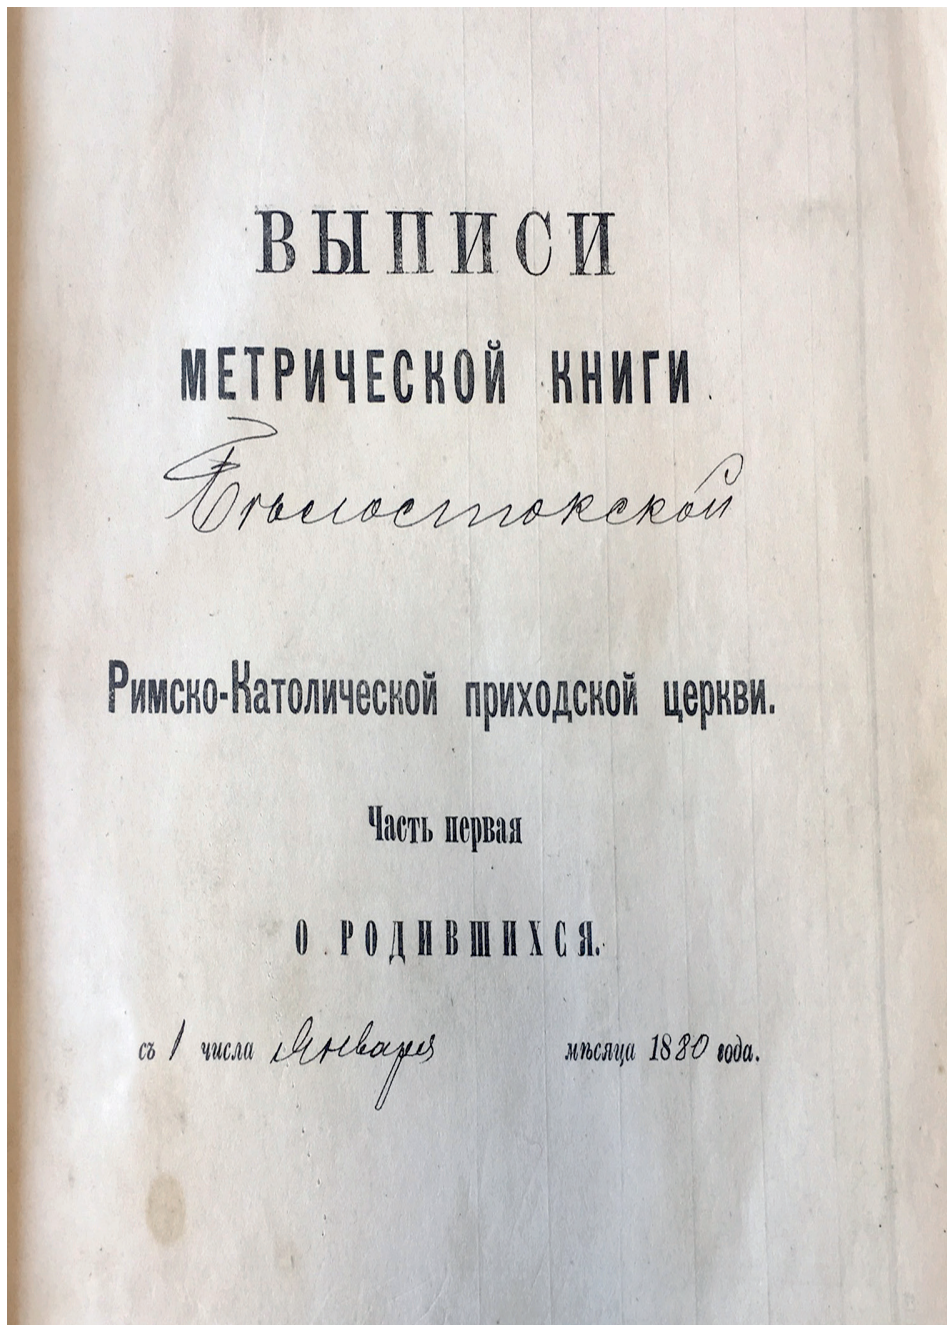 ВЫПИСИ
МЕТРИЧЕСКОЙ КНИГИ
Бѣлостокской
Римско-Католической приходской церкви.
Часть первая
О РОДИВШИХСЯ.
съ 1 числа Января мѣсяца 1880 года.